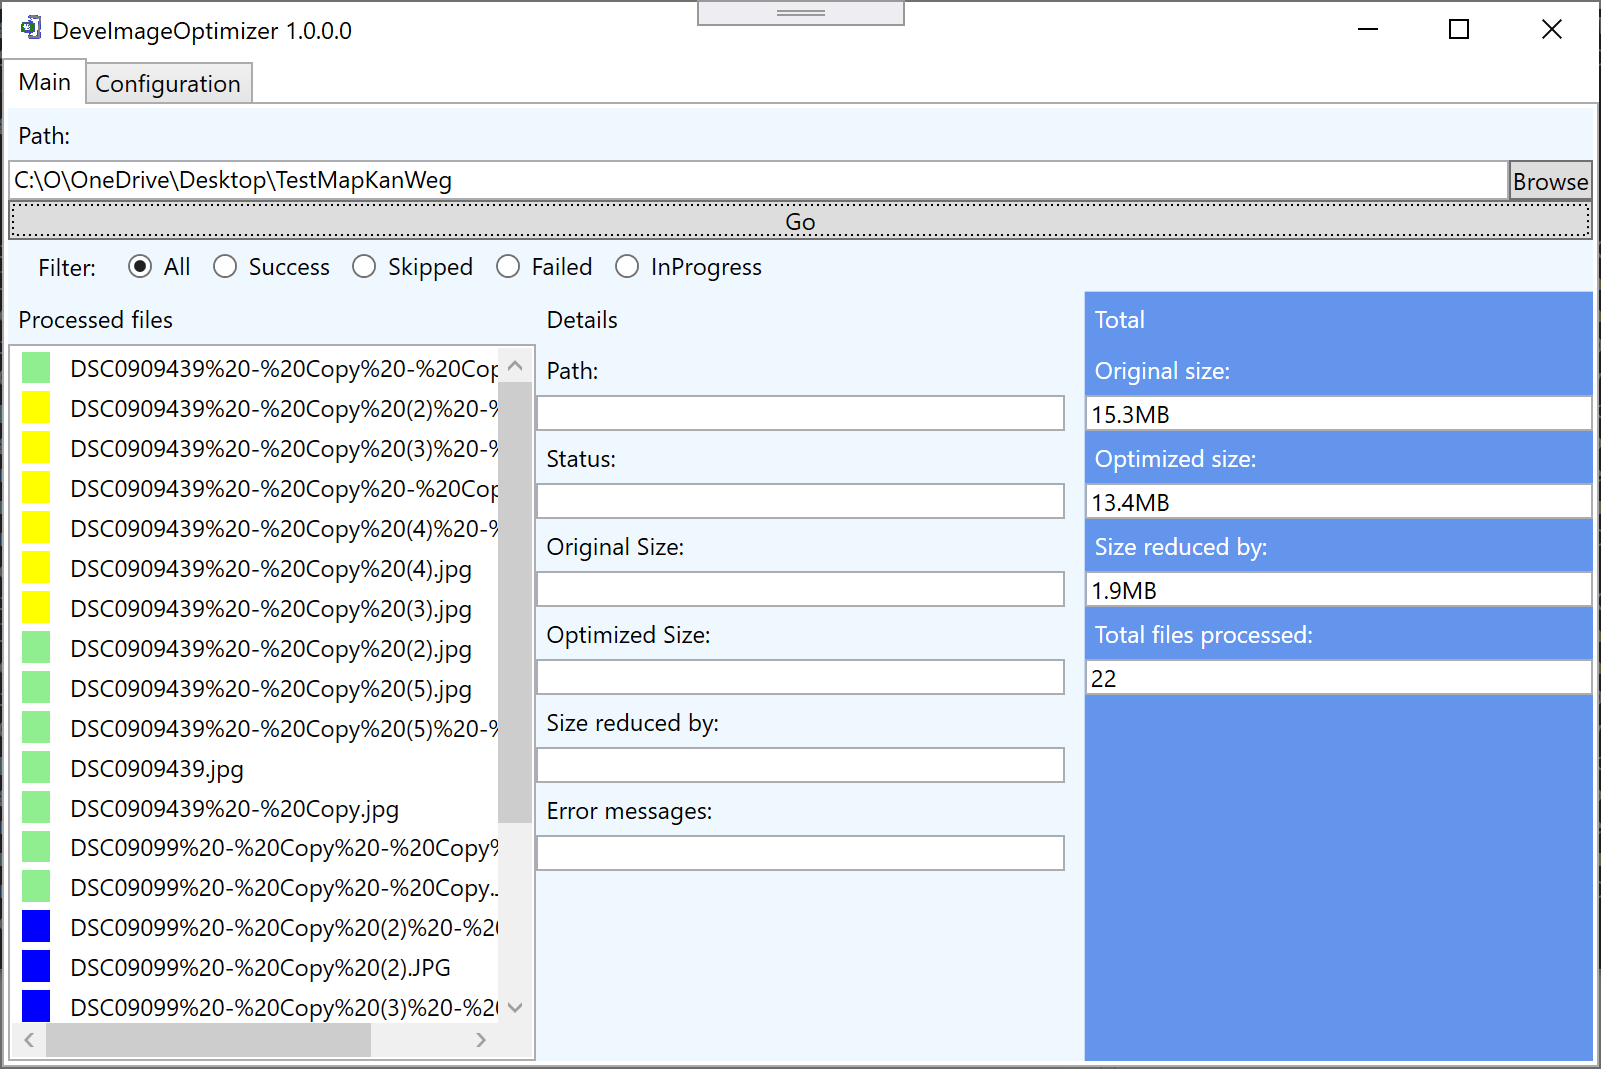 DeveImageOptimizer 1.0.0.0
Main
Configuration
Path:
C:\O\OneDrive\Desktop\TestMapKanWeg
Browse
Go
Filter:
All
Success
Skipped
Failed
InProgress
Processed files
DSC0909439%20-%20Copy%20-%20Cop
DSC0909439%20-%20Copy%20(2)%20-%
DSC0909439%20-%20Copy%20(3)%20-%
DSC0909439%20-%20Copy%20-%20Cop
DSC0909439%20-%20Copy%20(4)%20-%
DSC0909439%20-%20Copy%20(4).jpg
DSC0909439%20-%20Copy%20(3).jpg
DSC0909439%20-%20Copy%20(2).jpg
DSC0909439%20-%20Copy%20(5).jpg
DSC0909439%20-%20Copy%20(5)%20-%
DSC0909439.jpg
DSC0909439%20-%20Copy.jpg
DSC09099%20-%20Copy%20-%20Copy%
DSC09099%20-%20Copy%20-%20Copy.
DSC09099%20-%20Copy%20(2)%20-%20
DSC09099%20-%20Copy%20(2).JPG
DSC09099%20-%20Copy%20(3)%20-%20
Details
Path:
Status:
Original Size:
Optimized Size:
Size reduced by:
Error messages:
Total
Original size:
15.3MB
Optimized size:
13.4MB
Size reduced by:
1.9MB
Total files processed:
22